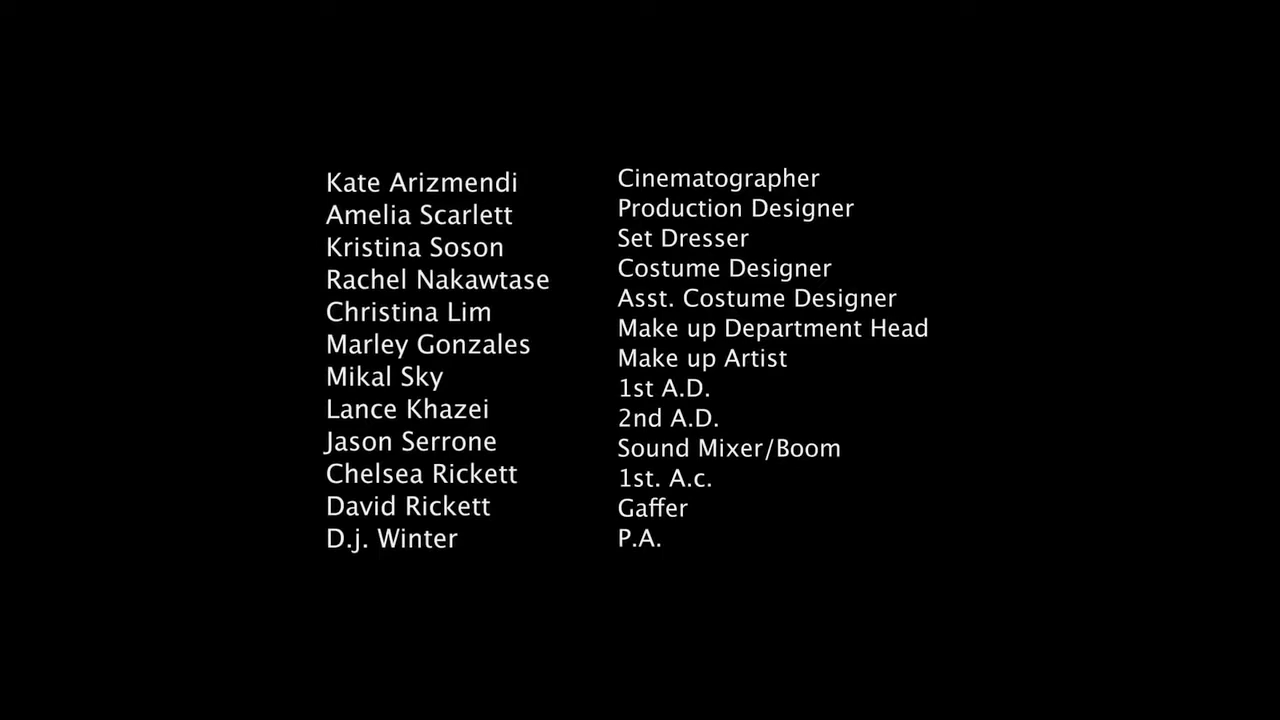 Kate Arizmendi
Amelia Scarlett
Kristina Soson
Rachel Nakawtase
Christina Lim
Marley Gonzales
Mikal Sky
Lance Khazei
Jason Serrone
Chelsea Rickett
David Rickett
D.j. Winter
Cinematographer
Production Designer
Set Dresser
Costume Designer
Asst. Costume Designer
Make up Department Head
Make up Artist
1st A.D.
2nd A.D.
Sound Mixer/Boom
1st. A.c.
Gaffer
P.A.